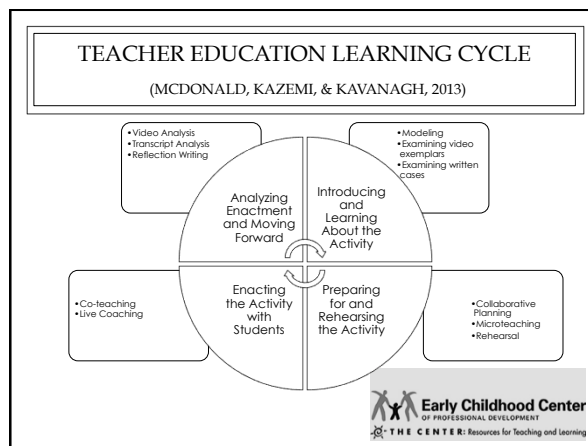 TEACHER EDUCATION LEARNING CYCLE
(MCDONALD, KAZEMI, & KAVANAGH, 2013)
•Video Analysis
•Transcript Analysis
•Reflection Writing
•Modeling
•Examining video
exemplars
•Examining written
cases
Analyzing
Enactment
and Moving
Forward
Introducing
and
Learning
About the
Activity
Enacting
the Activity
with
Students
Preparing
for and
Rehearsing
the Activity
•Co-teaching
•Live Coaching
•Collaborative
Planning
•Microteaching
•Rehearsal
Early Childhood Center
OF PROFESSIONAL DEVELOPMENT
THE CENTER: Resources for Teaching and Learning